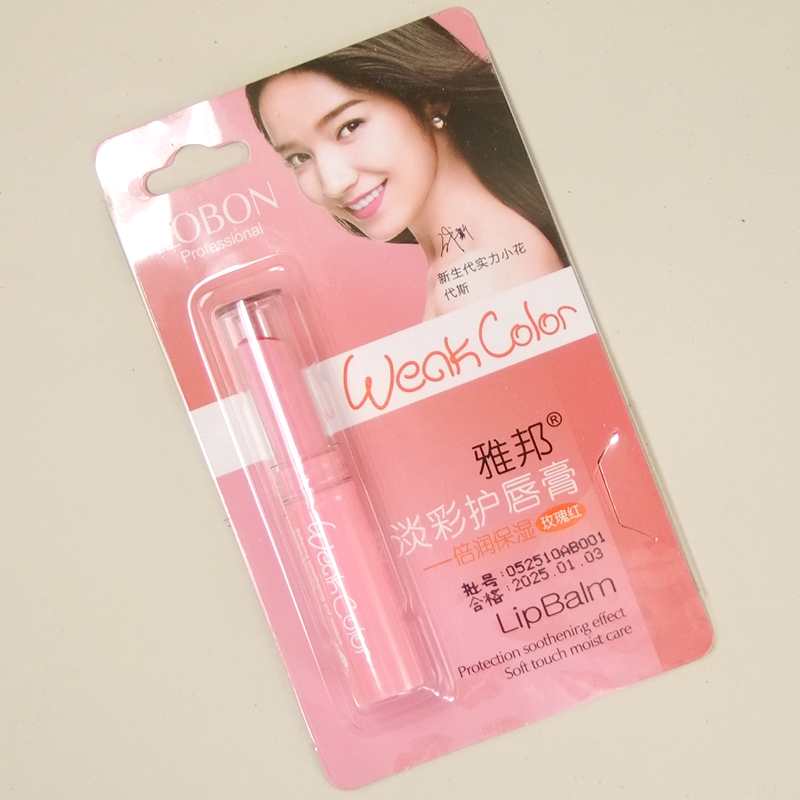 LOBON
Professional
新生代实力小花
代斯
Weak Color
雅邦®
淡彩护唇膏
一倍润保湿 玫瑰红
批号:052510AB001
合格:2025.01.03
LipBalm
Protection soothening effect
Soft touch moist care
Weak Color